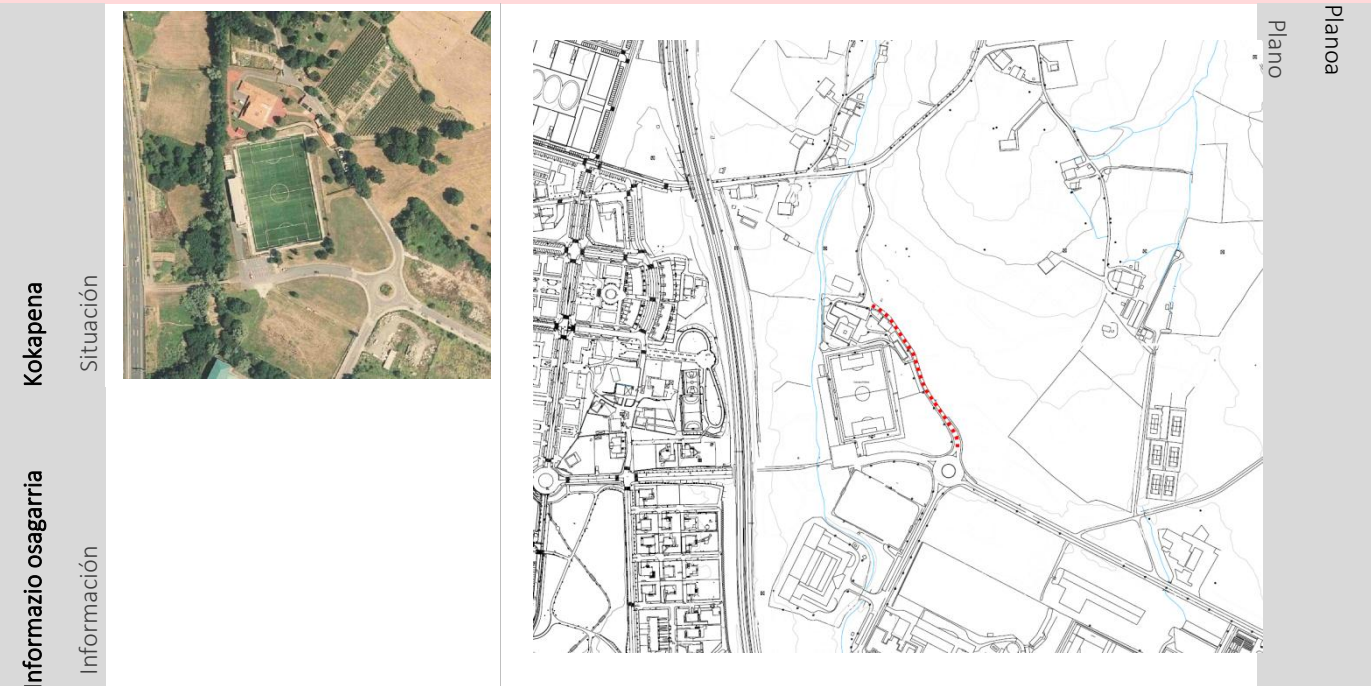 Kokapena
Situación
Informazio osagarria
Información
Planoa
Plano